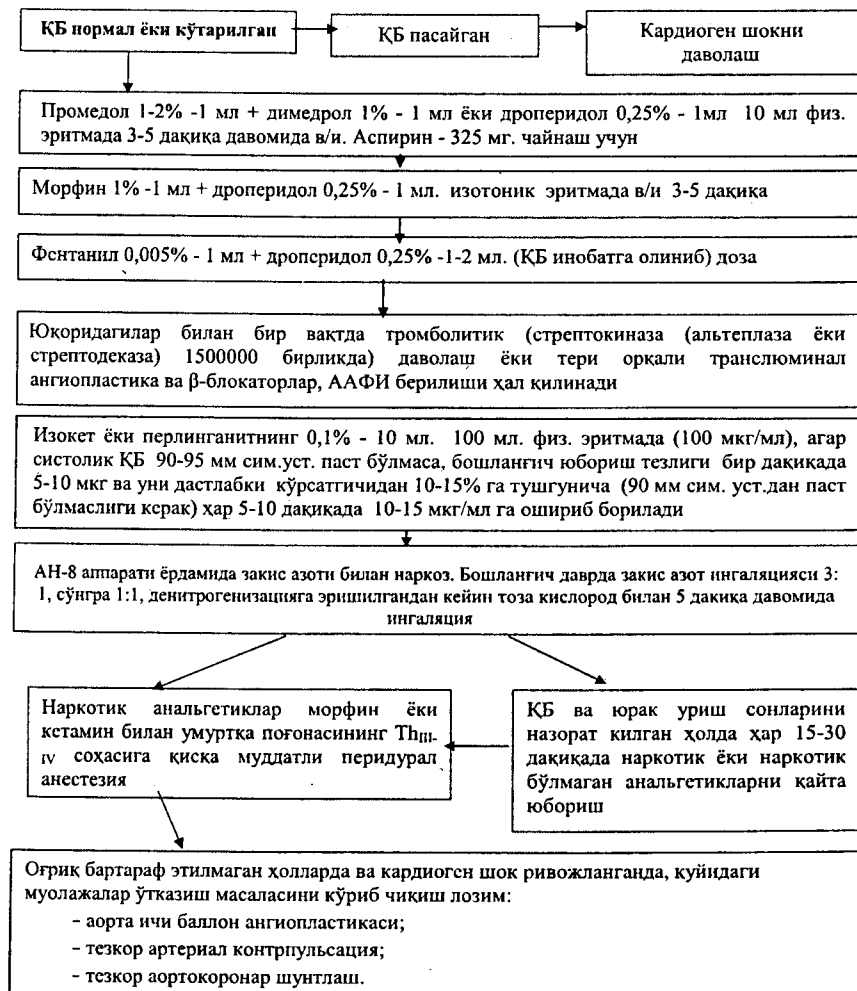 ҚБ нормал ёки кўтарилган
ҚБ пасайган
Кардиоген шокни
даволаш
Промедол 1-2% -1 мл + димедрол 1% - 1 мл ёки дроперидол 0,25% - 1мл 10 мл физ.
эритмада 3-5 дақиқа давомида в/и. Аспирин - 325 мг. чайнаш учун
Морфин 1% -1 мл + дроперидол 0,25% - 1 мл. изотоник эритмада в/и 3-5 дақиқа
Фентанил 0,005% - 1 мл + дроперидол 0,25% -1-2 мл. (ҚБ инобатга олиниб) доза
Юқоридагилар билан бир вақтда тромболитик (стрептокиназа (альтеплаза ёки
стрептодеказа) 1500000 бирликда) даволаш ёки тери орқали транслюминал
ангиопластика ва β-блокаторлар, ААФИ берилиши ҳал қилинади
Изокет ёки перлинганитнинг 0,1% - 10 мл. 100 мл. физ. эритмада (100 мкг/мл), агар
систолик ҚБ 90-95 мм сим.уст. паст бўлмаса, бошланғич юбориш тезлиги бир дақиқада
5-10 мкг ва уни дастлабки кўрсатгичидан 10-15% га тушгунича (90 мм сим. уст.дан паст
бўлмаслиги керак) ҳар 5-10 дақиқада 10-15 мкг/мл га ошириб борилади
АН-8 аппарати ёрдамида закис азоти билан наркоз. Бошланғич даврда закис азот ингаляцияси 3:
1, сўнгра 1:1, денитрогенизацияга эришилгандан кейин тоза кислород билан 5 дакиқа давомида
ингаляция
Наркотик анальгетиклар морфин ёки
кетамин билан умуртқа поғонасининг ThIII-
IV соҳасига қисқа муддатли перидурал
анестезия
ҚБ ва юрак уриш сонларини
назорат килган ҳолда ҳар 15-30
дақиқада наркотик ёки наркотик
бўлмаган анальгетикларни қайта
юбориш
Оғриқ бартараф этилмаган ҳолларда ва кардиоген шок ривожланганда, қуйидаги
муолажалар ўтказиш масаласини кўриб чиқиш лозим:
- аорта ичи баллон ангиопластикаси;
- тезкор артериал контрпульсация;
- тезкор аортокоронар шунтлаш.